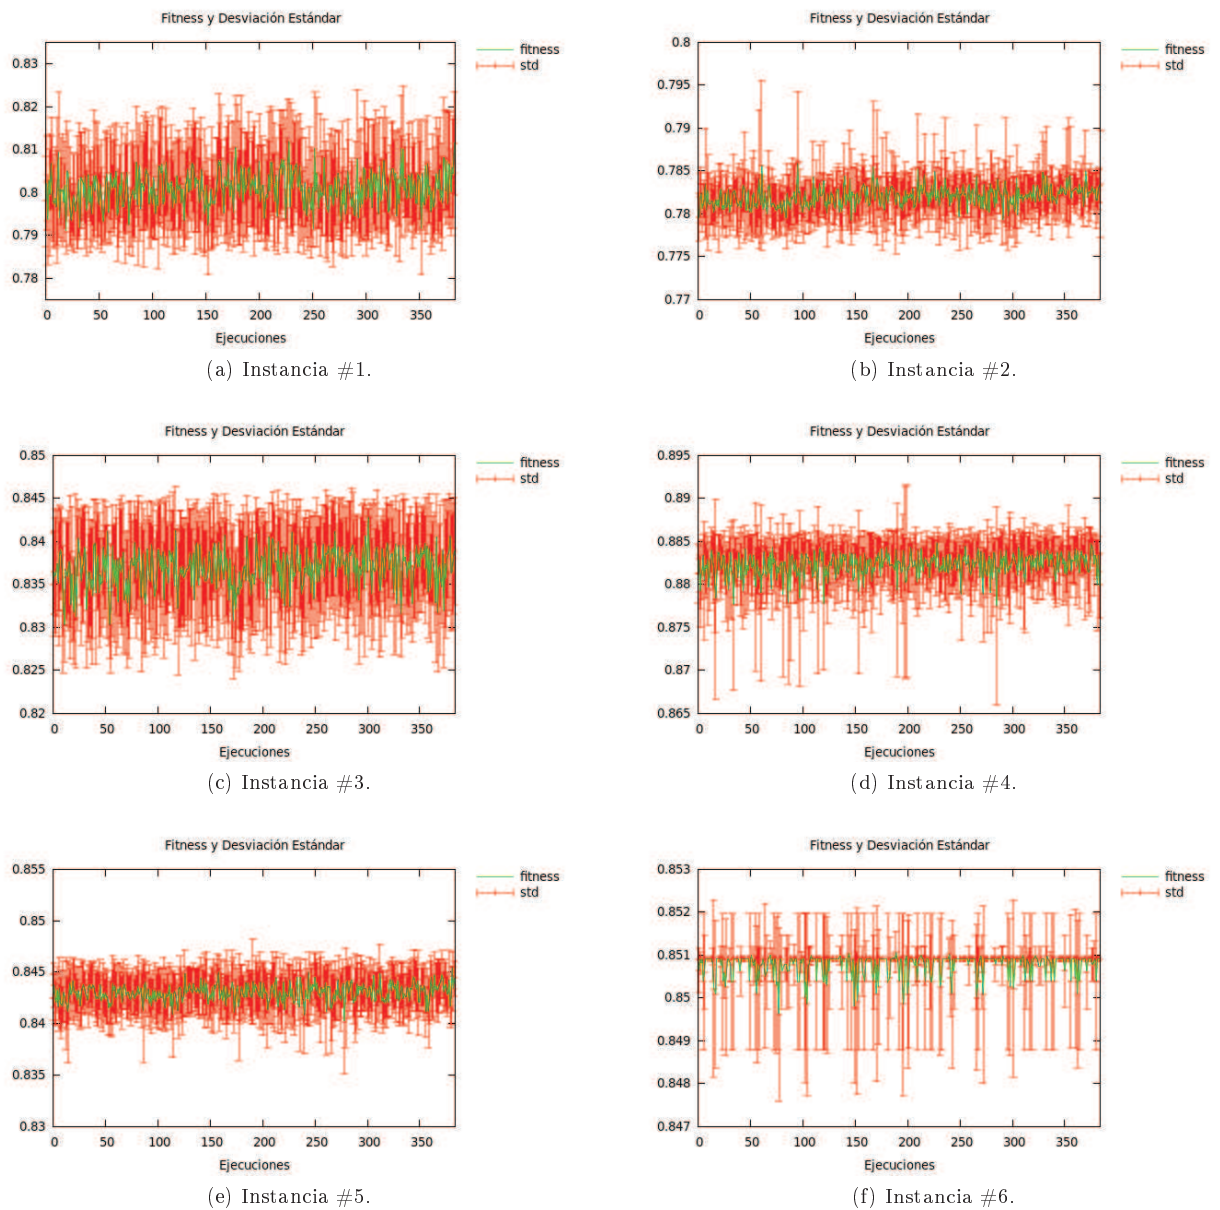 Fitness y Desviación Estándar
fitness
std
0.83
0.82
0.81
0.8
0.79
0.78
0 50 100 150 200 250 300 350
Ejecuciones
(a) Instancia #1.
Fitness y Desviación Estándar
fitness
std
0.8
0.795
0.79
0.785
0.78
0.775
0.77
0 50 100 150 200 250 300 350
Ejecuciones
(b) Instancia #2.
Fitness y Desviación Estándar
fitness
std
0.85
0.845
0.84
0.835
0.83
0.825
0.82
0 50 100 150 200 250 300 350
Ejecuciones
(c) Instancia #3.
Fitness y Desviación Estándar
fitness
std
0.895
0.89
0.885
0.88
0.875
0.87
0.865
0 50 100 150 200 250 300 350
Ejecuciones
(d) Instancia #4.
Fitness y Desviación Estándar
fitness
std
0.855
0.85
0.845
0.84
0.835
0.83
0 50 100 150 200 250 300 350
Ejecuciones
(e) Instancia #5.
Fitness y Desviación Estándar
fitness
std
0.853
0.852
0.851
0.85
0.849
0.848
0.847
0 50 100 150 200 250 300 350
Ejecuciones
(f) Instancia #6.